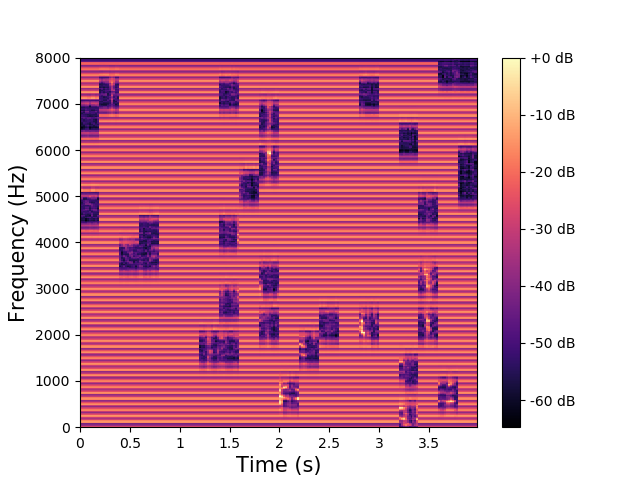 8000
7000
6000
5000
4000
3000
2000
1000
0
Frequency (Hz)
0 0.5 1 1.5 2 2.5 3 3.5
Time (s)
+0 dB
-10 dB
-20 dB
-30 dB
-40 dB
-50 dB
-60 dB